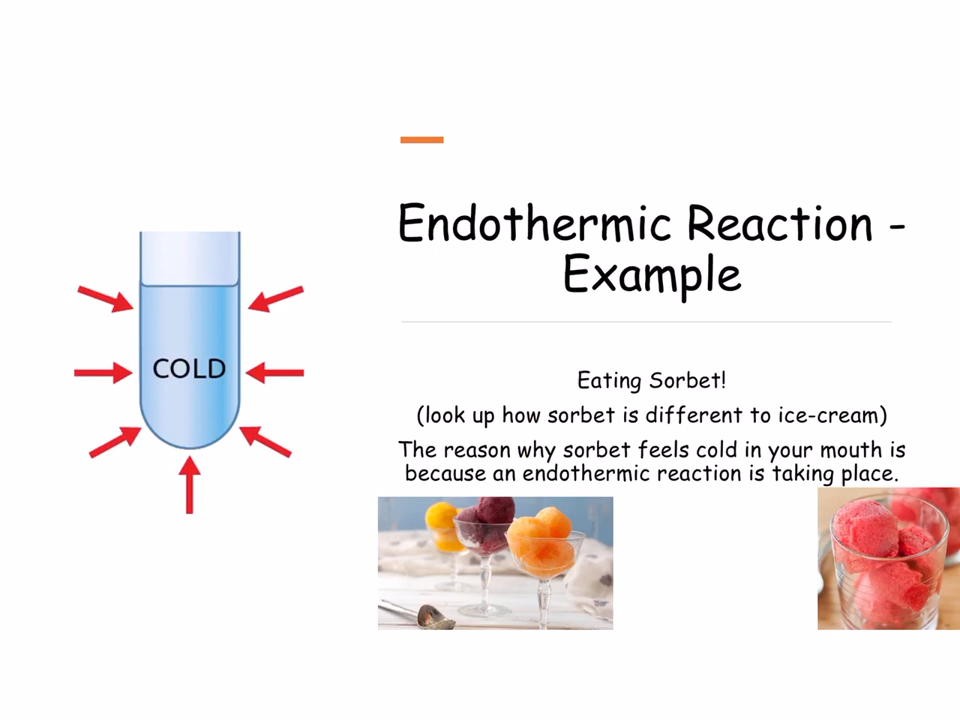 Endothermic Reaction -
Example
COLD
Eating Sorbet!
(look up how sorbet is different to ice-cream)
The reason why sorbet feels cold in your mouth is
because an endothermic reaction is taking place.